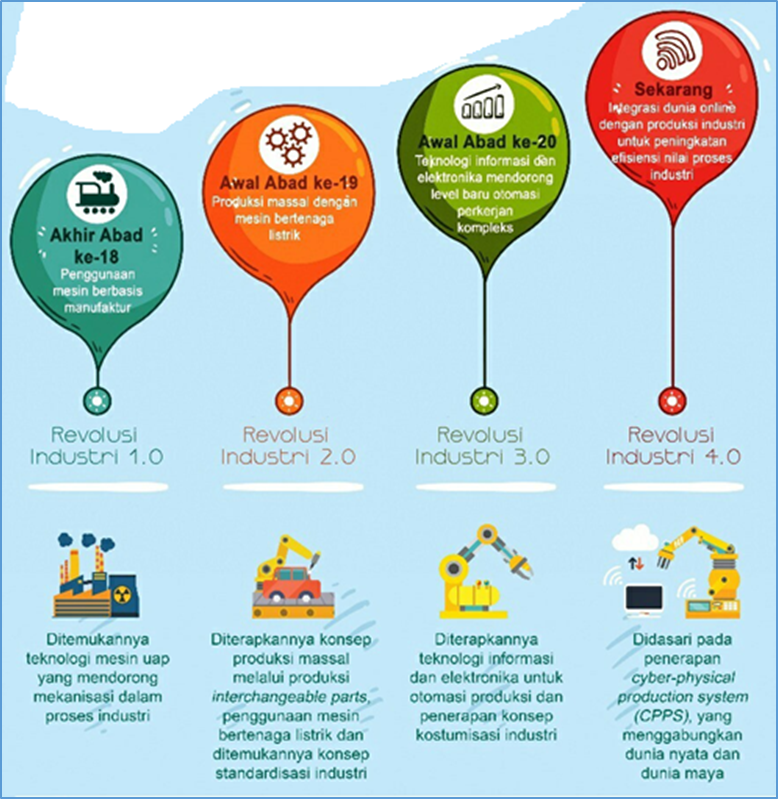 Akhir Abad
ke-18
Penggunaan
mesin berbasis
manufaktur
Revolusi
Industri 1.0
Ditemukannya
teknologi mesin uap
yang mendorong
mekanisasi dalam
proses industri
Awal Abad ke-19
Produksi massal dengan
mesin bertenaga
listrik
Revolusi
Industri 2.0
Diterapkannya konsep
produksi massal
melalui produksi
interchangeable parts,
penggunaan mesin
bertenaga listrik dan
ditemukannya konsep
standardisasi industri
Awal Abad ke-20
Teknologi informasi dan
elektronika mendorong
level baru otomasi
perkerjan
kompleks
Revolusi
Industri 3.0
Diterapkannya
teknologi informasi
dan elektronika untuk
otomasi produksi dan
penerapan konsep
kostumisasi industri
Sekarang
Integrasi dunia online
dengan produksi industri
untuk peningkatan
efisiensi nilai proses
industri
Revolusi
Industri 4.0
Didasari pada
penerapan
cyber-physical
production system
(CPPS), yang
menggabungkan
dunia nyata dan
dunia maya